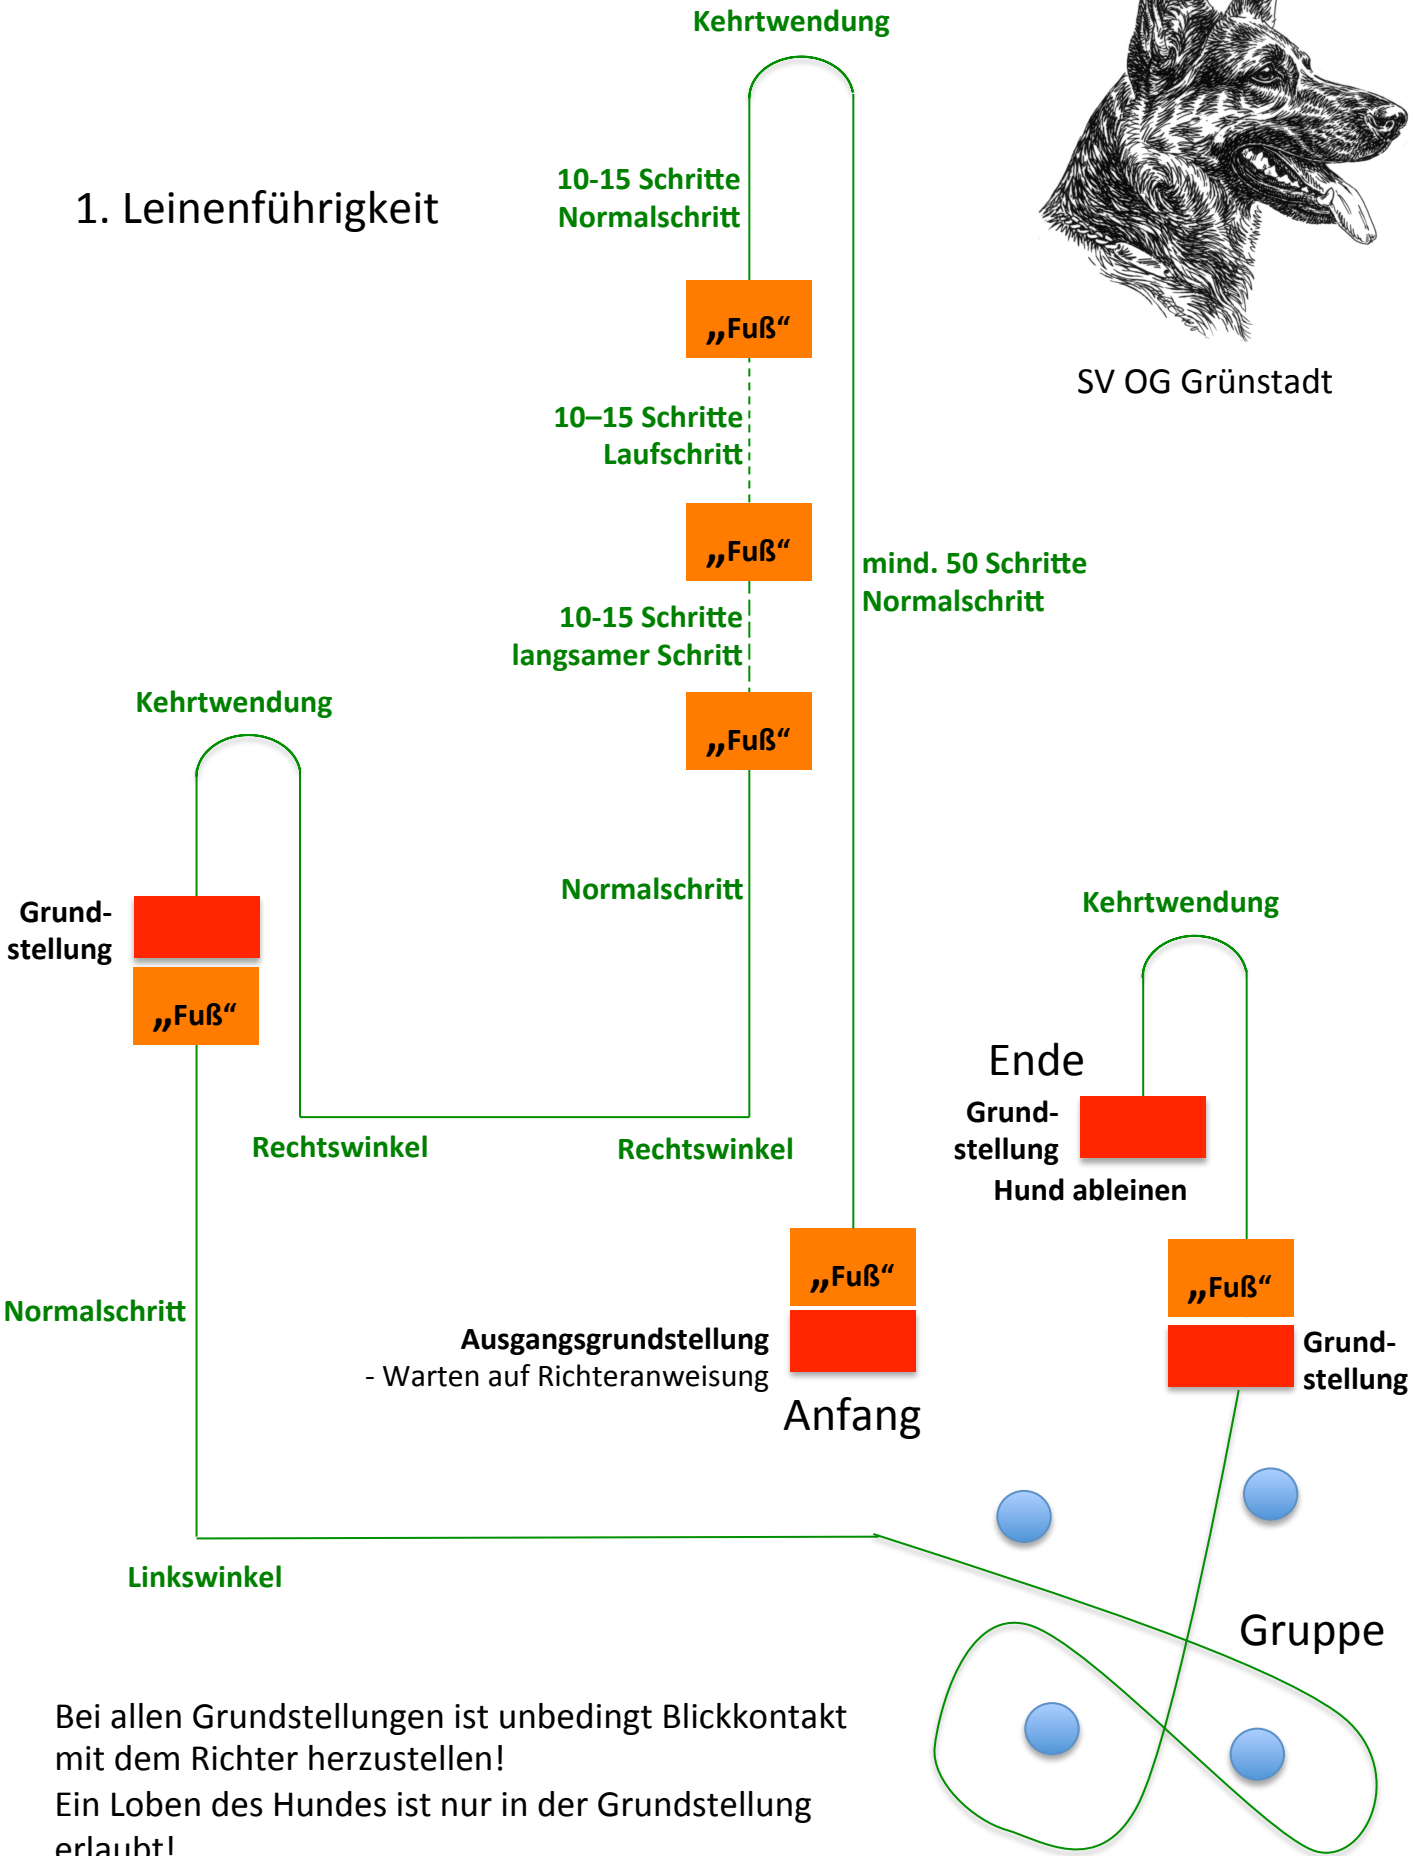 Kehrtwendung
1. Leinenführigkeit
10-15 Schritte
Normalschritt
„Fuß“
SV OG Grünstadt
10–15 Schritte
Laufschritt
„Fuß“
mind. 50 Schritte
Normalschritt
10-15 Schritte
langsamer Schritt
„Fuß“
Kehrtwendung
Normalschritt
Grund-
stellung
„Fuß“
Kehrtwendung
Ende
Grund-
stellung
Hund ableinen
Rechtswinkel
Rechtswinkel
„Fuß“
„Fuß“
Normalschritt
Ausgangsgrundstellung
- Warten auf Richteranweisung
Grund-
stellung
Anfang
Linkswinkel
Gruppe
Bei allen Grundstellungen ist unbedingt Blickkontakt
mit dem Richter herzustellen!
Ein Loben des Hundes ist nur in der Grundstellung
erlaubt!